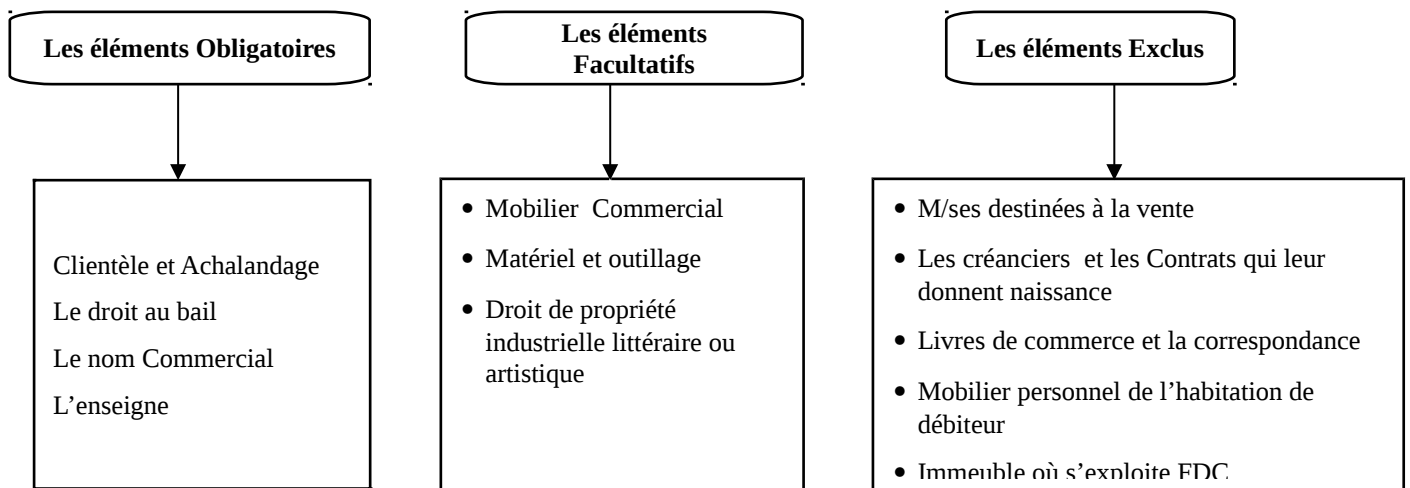 Les éléments Obligatoires
Clientèle et Achalandage
Le droit au bail
Le nom Commercial
L’enseigne
Les éléments
Facultatifs
• Mobilier Commercial
• Matériel et outillage
• Droit de propriété
industrielle littéraire ou
artistique
Les éléments Exclus
• M/ses destinées à la vente
• Les créanciers et les Contrats qui leur
donnent naissance
• Livres de commerce et la correspondance
• Mobilier personnel de l’habitation de
débiteur
• Immeuble où s’exploite FDC